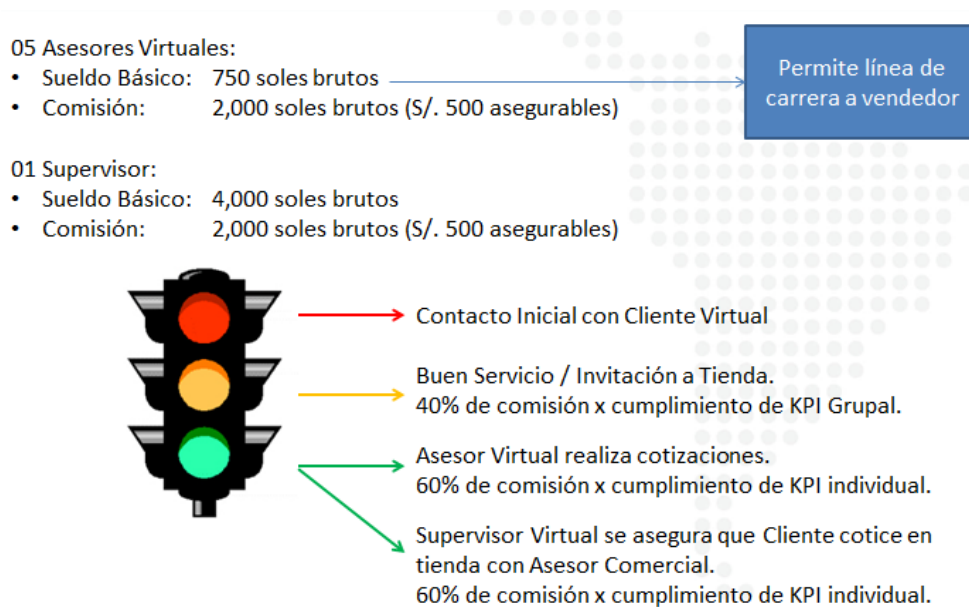 05 Asesores Virtuales:
• Sueldo Básico: 750 soles brutos
• Comisión: 2,000 soles brutos (S/. 500 asegurables)
Permite línea de
carrera a vendedor
01 Supervisor:
• Sueldo Básico: 4,000 soles brutos
• Comisión: 2,000 soles brutos (S/. 500 asegurables)
Contacto Inicial con Cliente Virtual
Buen Servicio / Invitación a Tienda.
40% de comisión x cumplimiento de KPI Grupal.
Asesor Virtual realiza cotizaciones.
60% de comisión x cumplimiento de KPI individual.
Supervisor Virtual se asegura que Cliente cotice en
tienda con Asesor Comercial.
60% de comisión x cumplimiento de KPI individual.